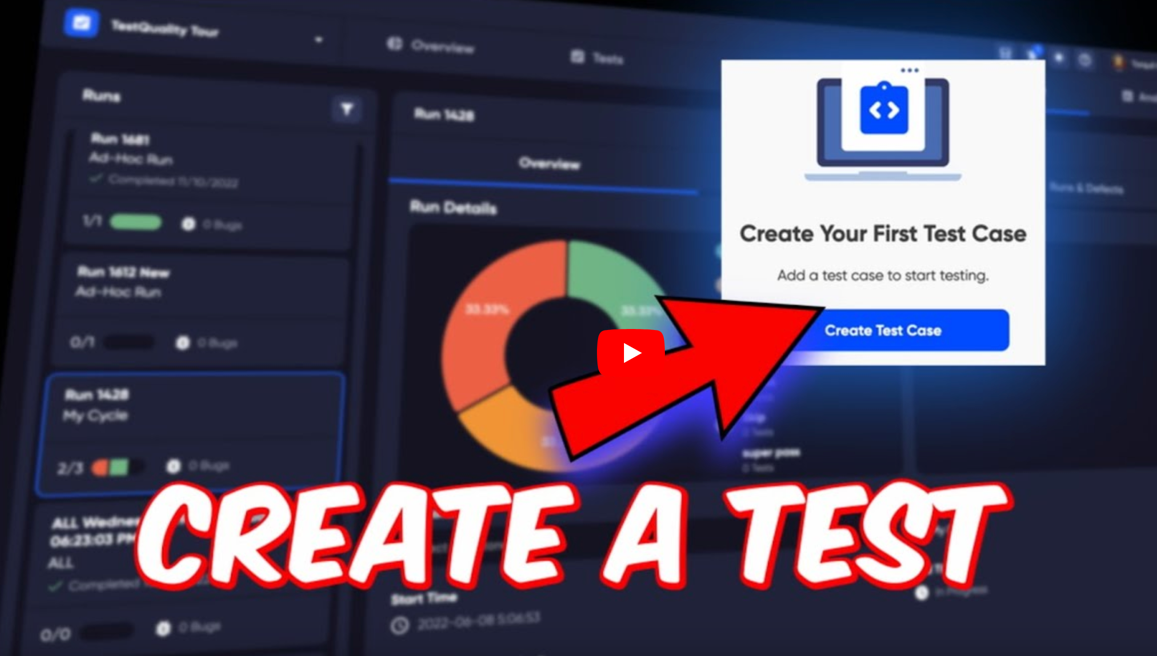 TestQuality Tour
Overview
Tests
Runs
Run 1681
Ad-Hoc Run
Completed 11/10/2022
1/1
0 Bugs
Run 1612 New
Ad-Hoc Run
0/1
0 Bugs
Run 1428
My Cycle
2/3
0 Bugs
ALL Wednes
06:23:03 PM
ALL
Completed
0/0
0 Bugs
Run 1428
Overview
Run Details
33.33%
33.33%
super pass
0 Tests
Start Time
2022-06-08 5:06:53
In Progress
Runs & Defects
Create Your First Test Case
Add a test case to start testing.
Create Test Case
CREATE A TEST